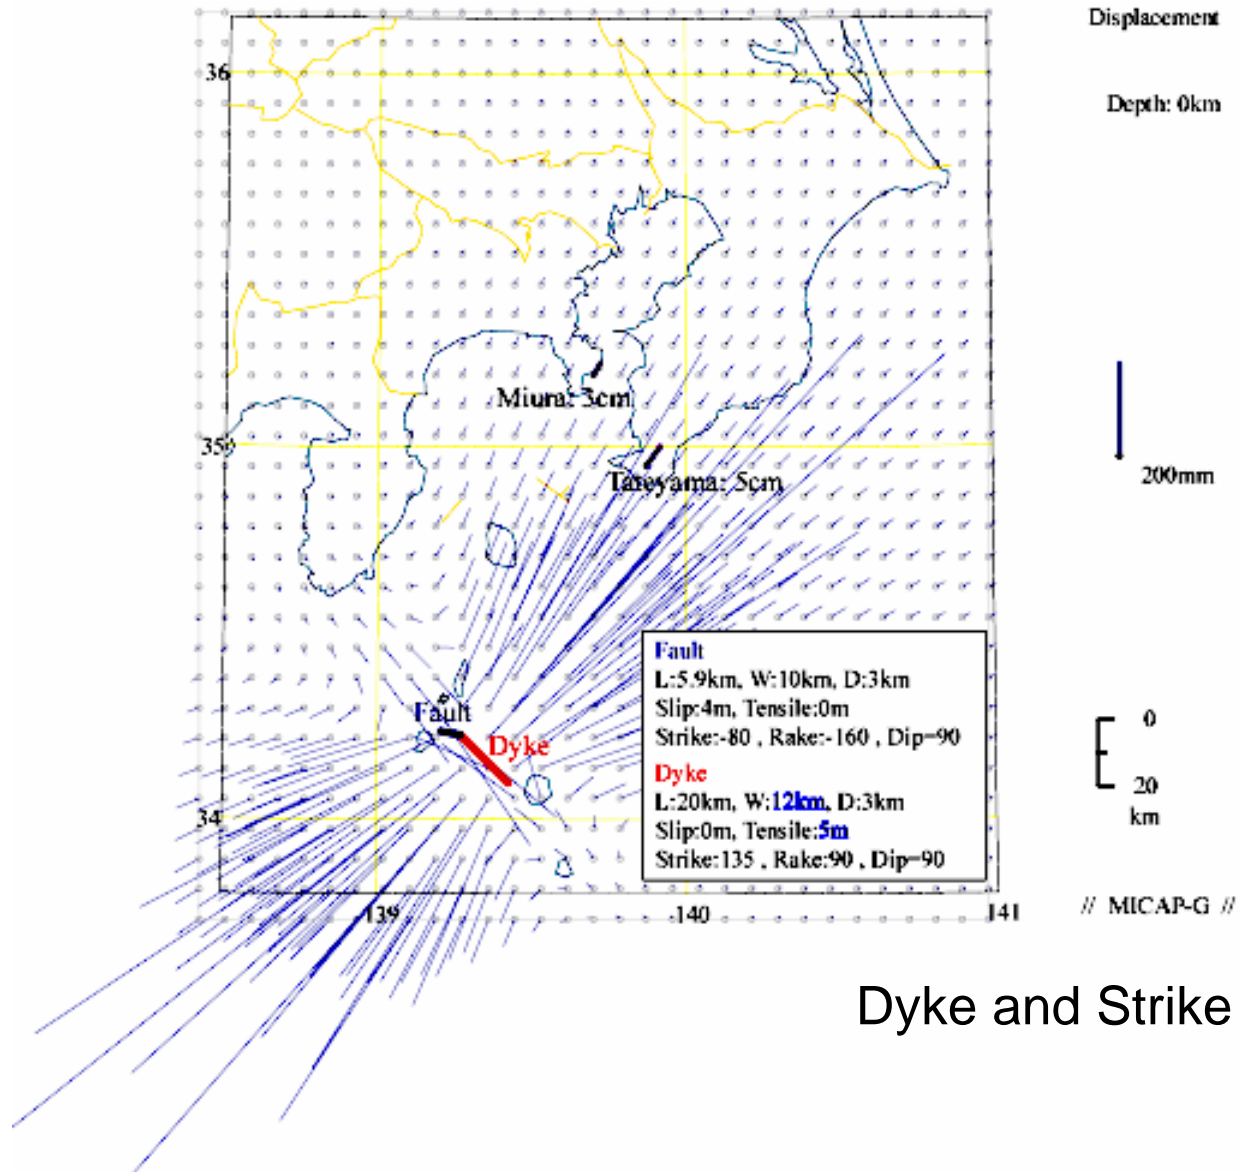 Displacement
36
Depth: 0km
Miura: 3cm
35
Tateyama: 5cm
200mm
Fault
L:5.9km, W:10km, D:3km
Slip:4m, Tensile:0m
Strike:-80 , Rake:-160 , Dip=90
Dyke
L:20km, W:12km, D:3km
Slip:0m, Tensile:5m
Strike:135 , Rake:90 , Dip=90
Fault
Dyke
0
20
km
34
139
140
141
// MICAP-G //
Dyke and Strike